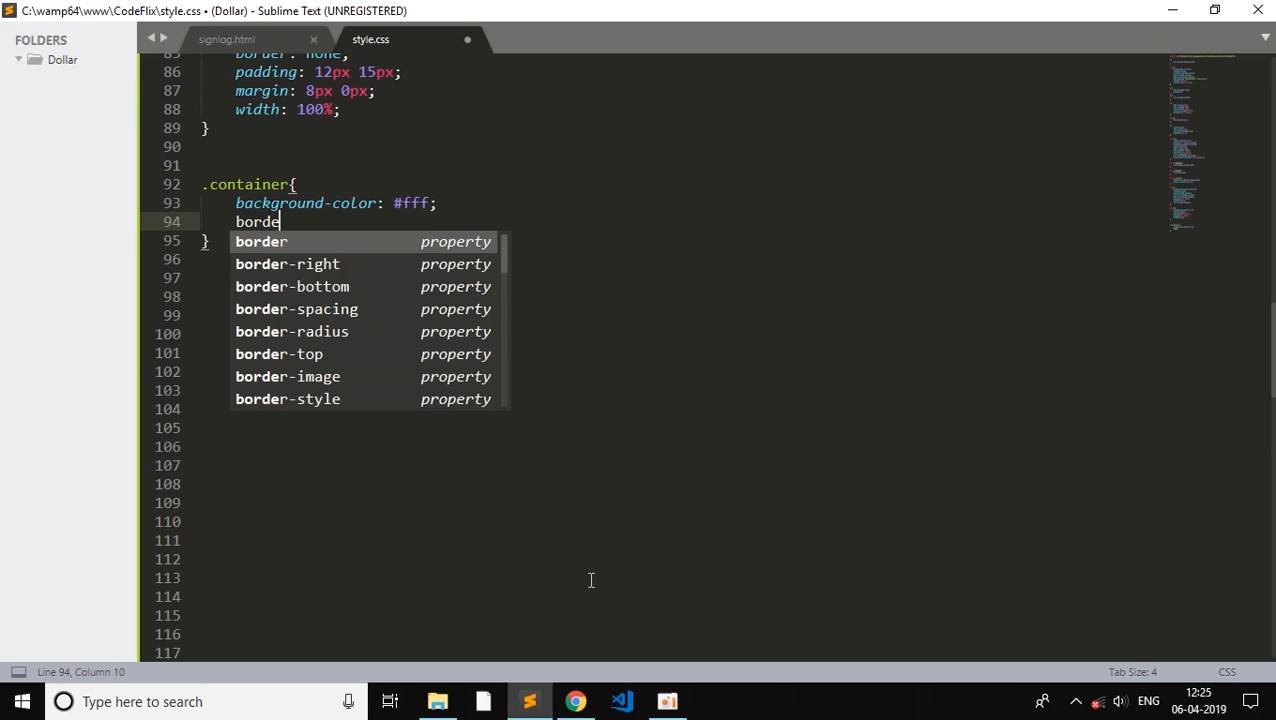 C:\wamp64\www\CodeFlix\style.css • (Dollar) - Sublime Text (UNREGISTERED)
FOLDERS
Dollar
signlog.html
style.css
85 border: none;
86 padding: 12px 15px;
87 margin: 8px 0px;
88 width: 100%;
89 }
90
91
92 .container{
93 background-color: #fff;
94 borde
95 }
border property
border-right property
border-bottom property
border-spacing property
border-radius property
border-top property
border-image property
border-style property
96
97
98
99
100
101
102
103
104
105
106
107
108
109
110
111
112
113
114
115
116
117
Line 94, Column 10
Tab Size: 4
CSS
Type here to search
ENG
12:25
06-04-2019